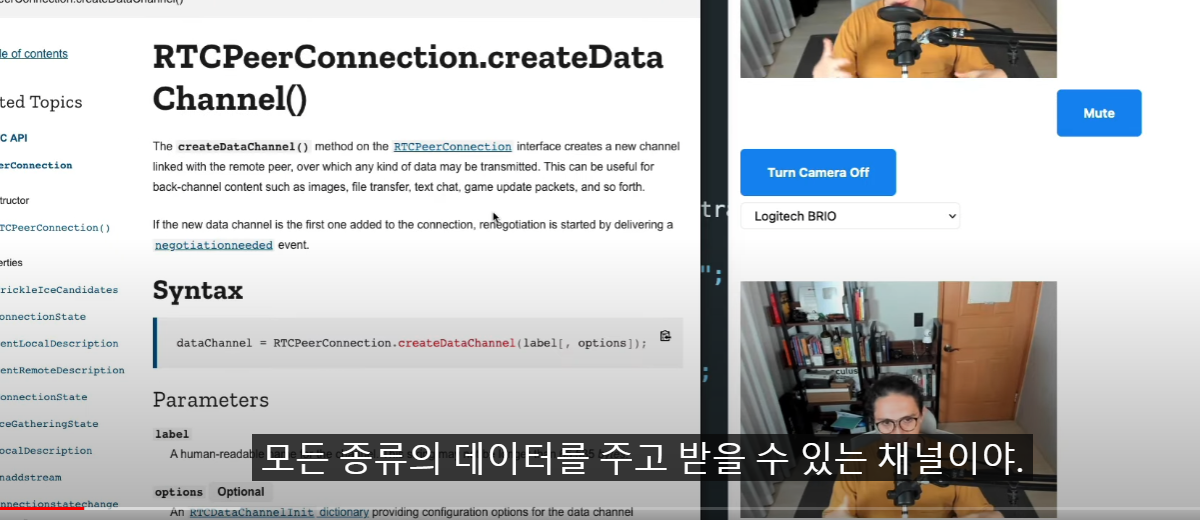 eerConnection.createDataChannel()
le of contents
ted Topics
C API
erConnection
tructor
TCPeerConnection()
erties
rickleIceCandidates
onnectionState
entLocalDescription
entRemoteDescription
onnectionState
ceGatheringState
ocalDescription
naddstream
nnectionstatechange
RTCPeerConnection.createData
Channel()
The createDataChannel() method on the RTCPeerConnection interface creates a new channel
linked with the remote peer, over which any kind of data may be transmitted. This can be useful for
back-channel content such as images, file transfer, text chat, game update packets, and so forth.
If the new data channel is the first one added to the connection, renegotiation is started by delivering a
negotiationneeded event.
Syntax
dataChannel = RTCPeerConnection.createDataChannel(label[, options]);
Parameters
label
A human-readable
options Optional
An RTCDataChannelInit dictionary providing configuration options for the data channel
tra
";
;
Mute
Turn Camera Off
Logitech BRIO
culus
모든 종류의 데이터를 주고 받을 수 있는 채널이야.